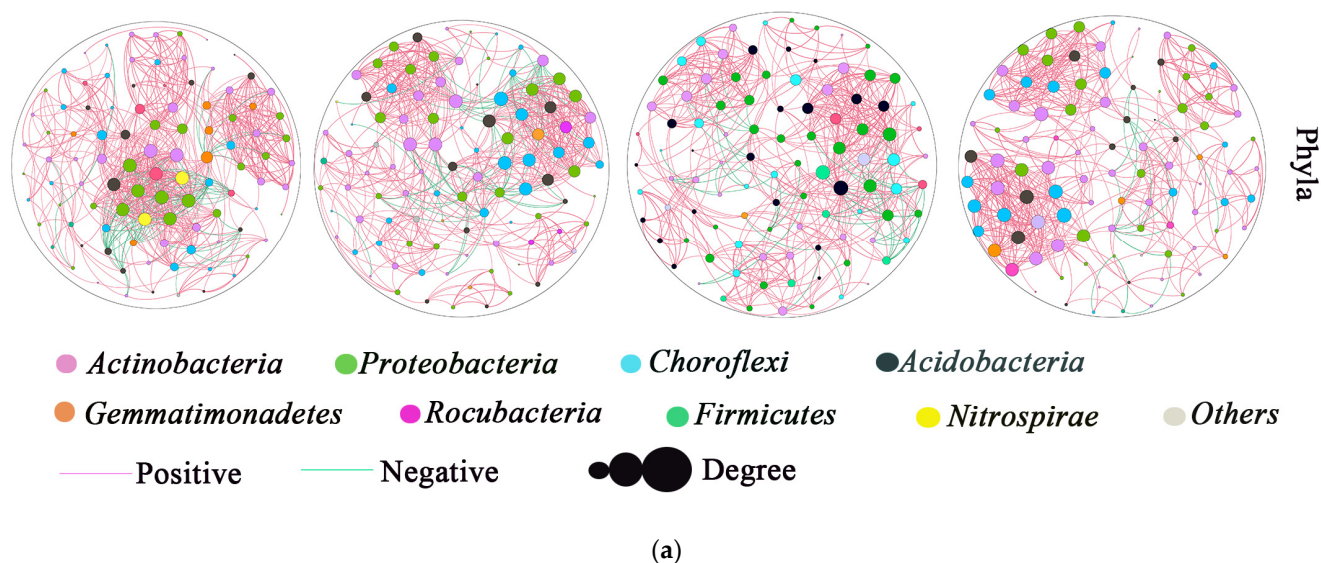 Phyla
Actinobacteria Proteobacteria Choroflexi Acidobacteria
Gemmatimonadetes Rocubacteria Firmicutes Nitrospirae Others
Positive Negative Degree
(a)